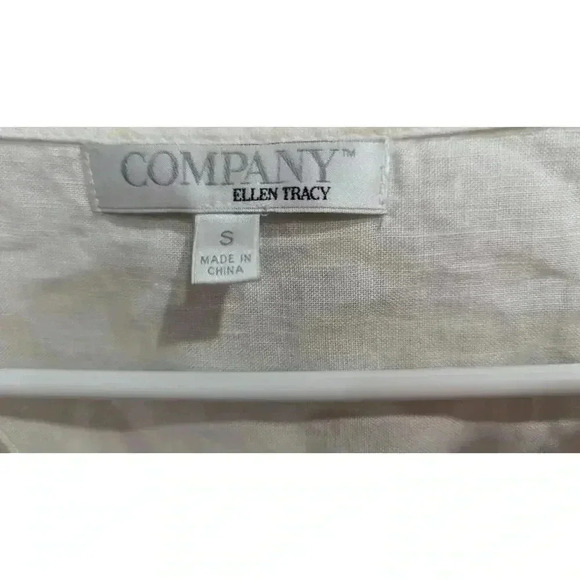 COMPANY™
ELLEN TRACY
S
MADE IN
CHINA